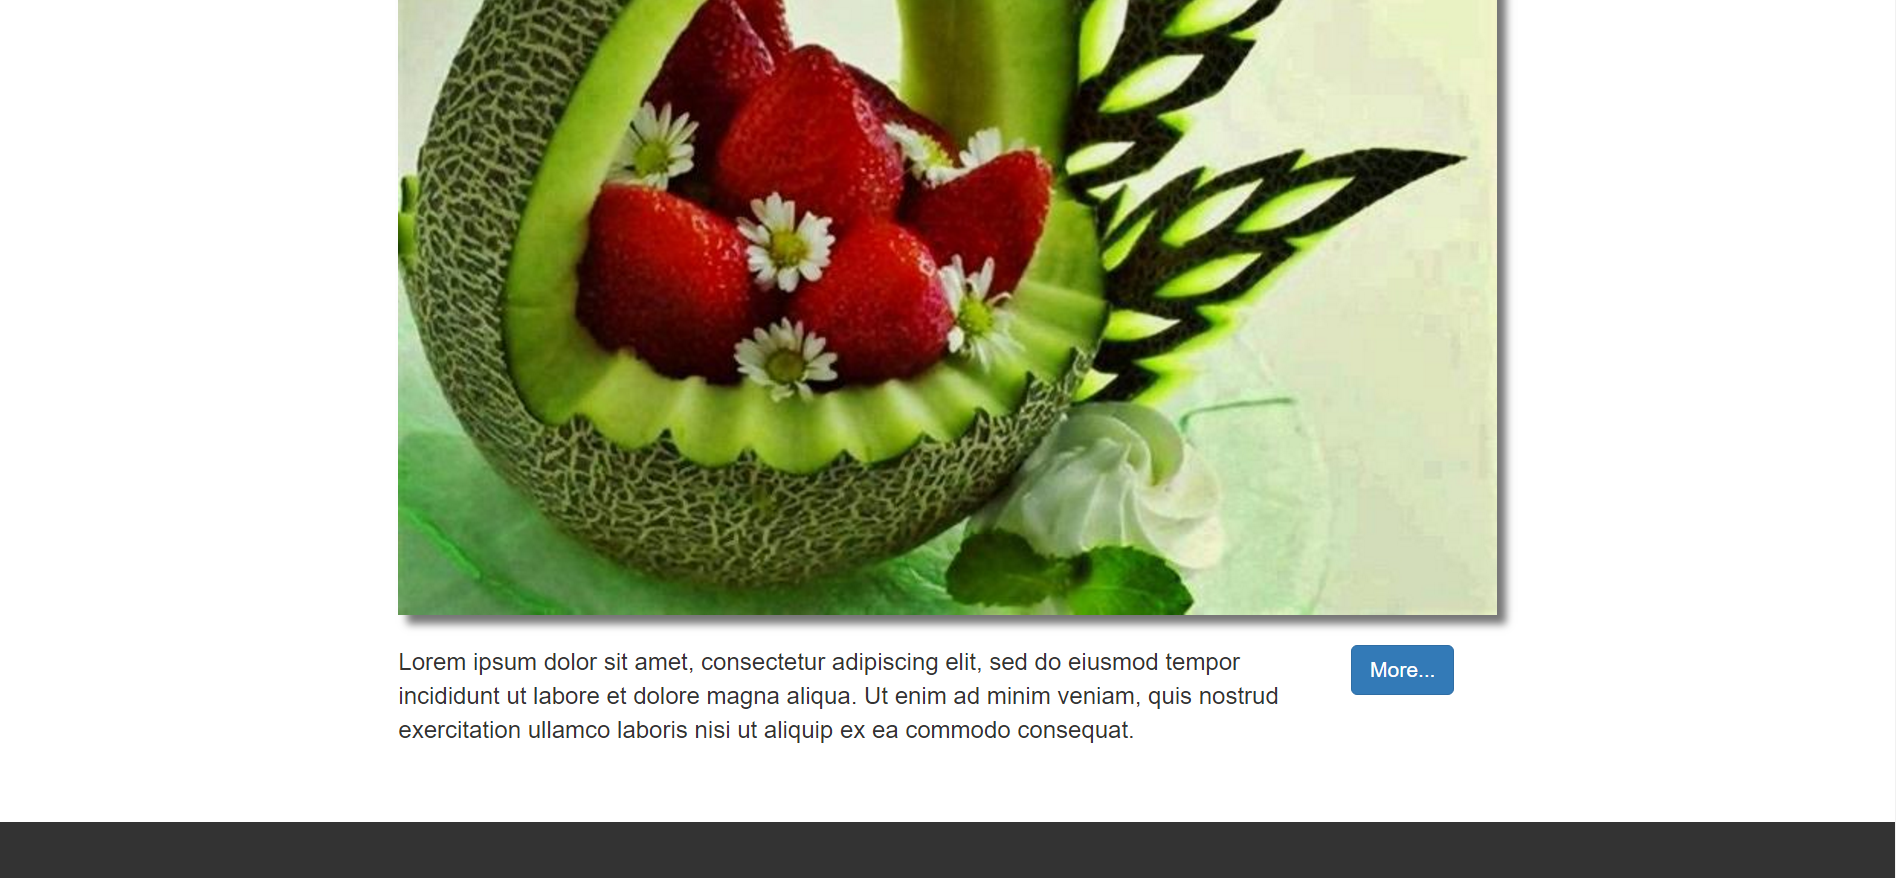 Lorem ipsum dolor sit amet, consectetur adipiscing elit, sed do eiusmod tempor
incididunt ut labore et dolore magna aliqua. Ut enim ad minim veniam, quis nostrud
exercitation ullamco laboris nisi ut aliquip ex ea commodo consequat.
More...